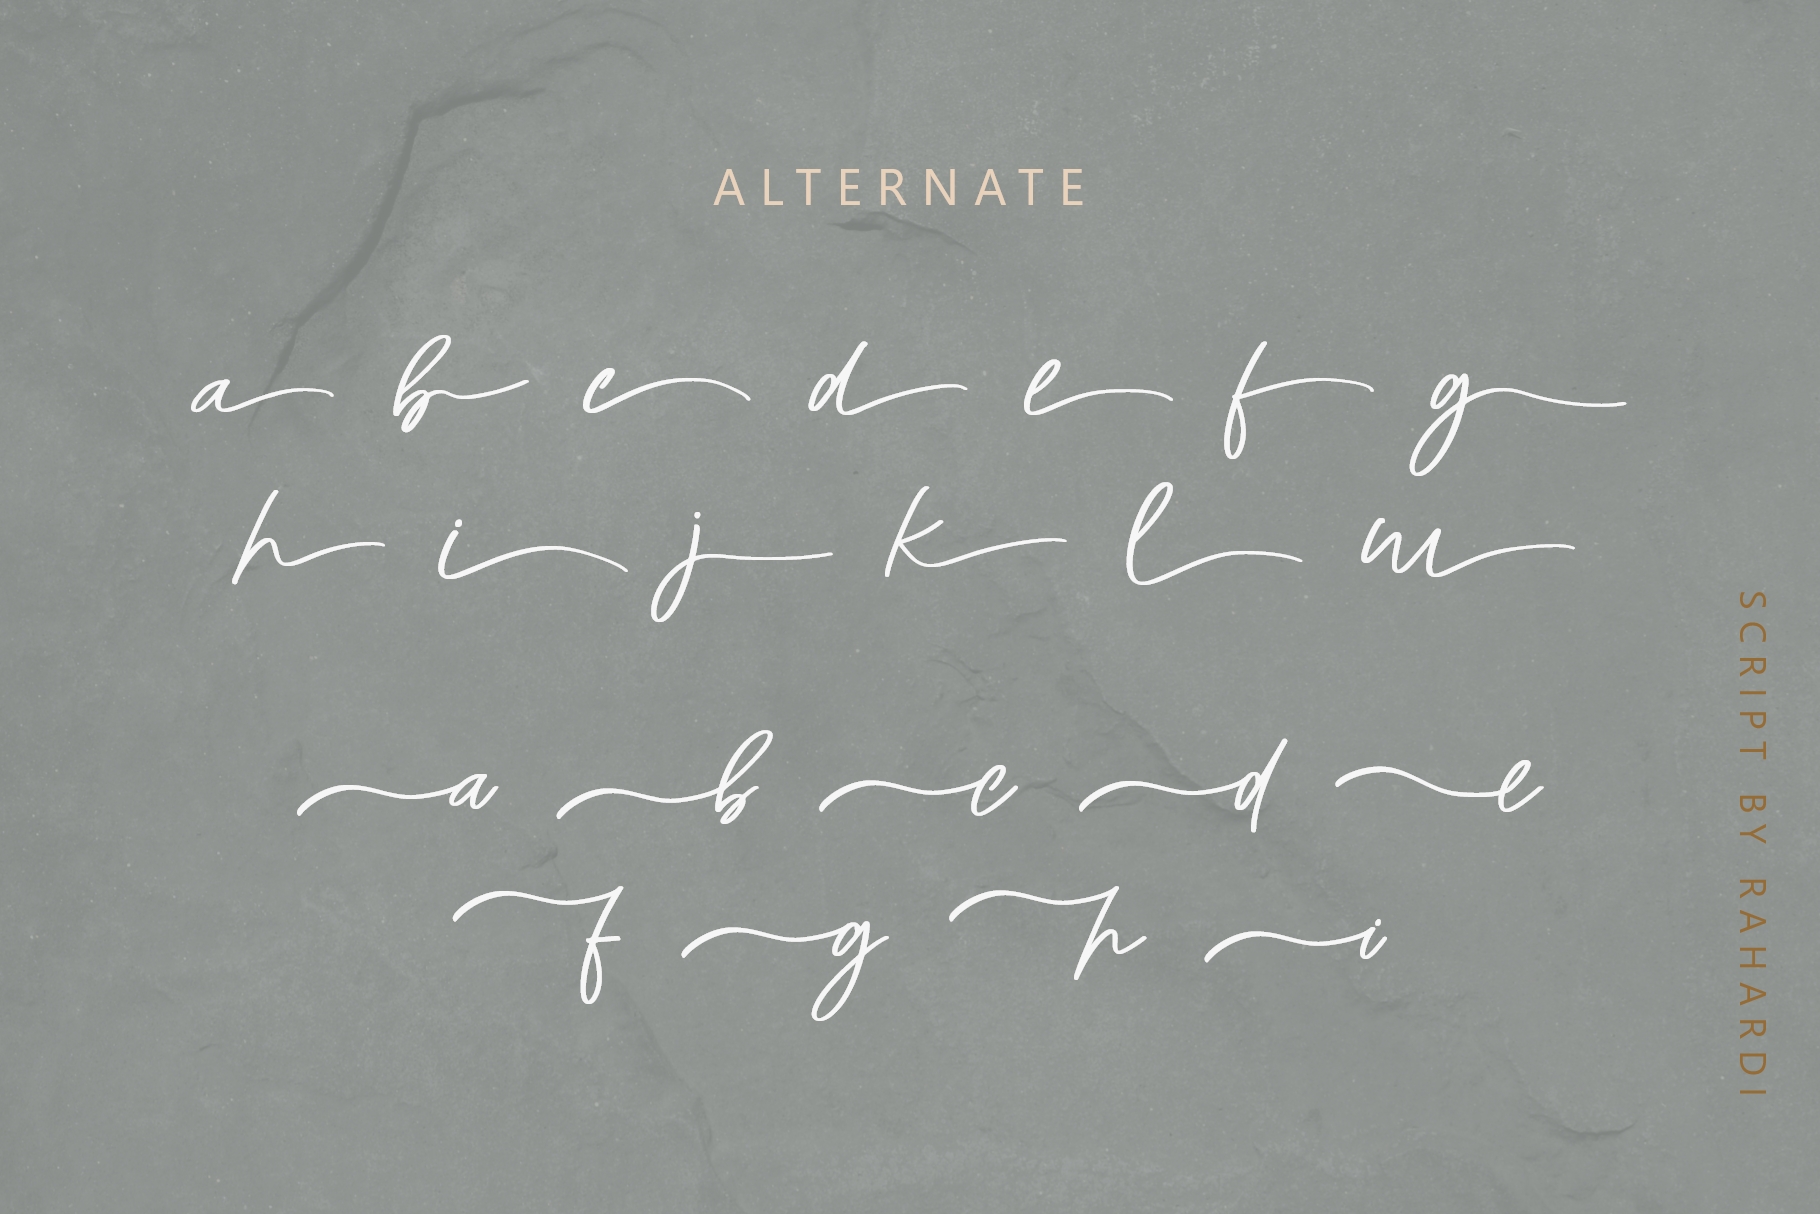 ALTERNATE
a b c d e f g
h i j k l m
a b c d e
f g h i
SCRIPT BY RAHARDI